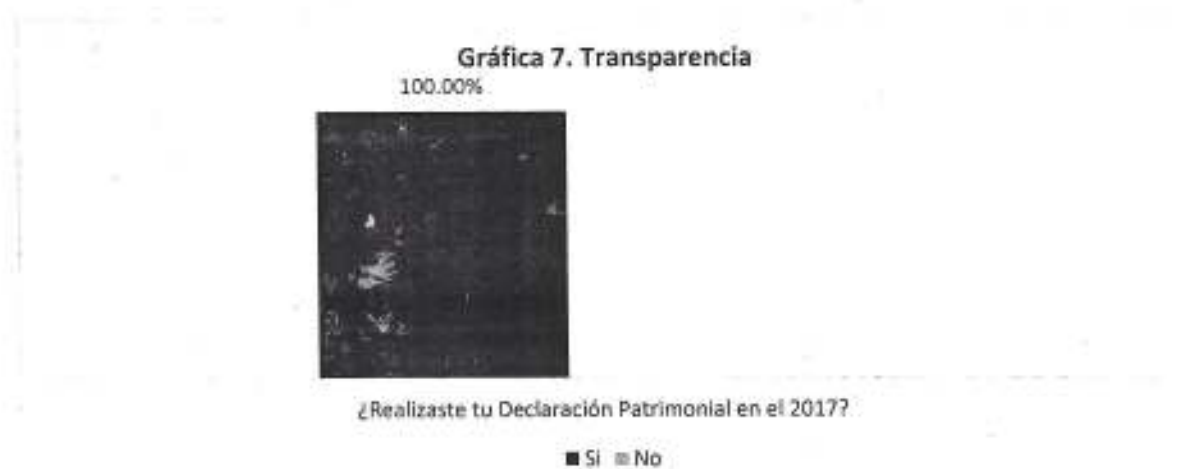 Gráfica 7. Transparencia
100.00%
¿Realizaste tu Declaración Patrimonial en el 2017?
Si No